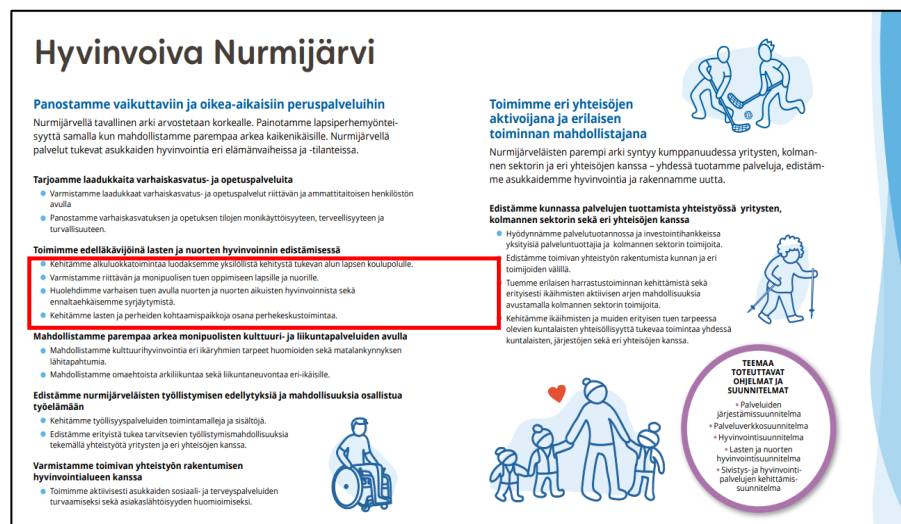 Hyvinvoiva Nurmijärvi
Panostamme vaikuttaviin ja oikea-aikaisiin peruspalveluihin
Nurmijärvellä tavallinen arki arvostetaan korkealle. Painotamme lapsiperhemyöntei-
syyttä samalla kun mahdollistamme parempaa arkea kaikenikäisille. Nurmijärvellä
palvelut tukevat asukkaiden hyvinvointia eri elämänvaiheissa ja -tilanteissa.
Tarjoamme laadukkaita varhaiskasvatus- ja opetuspalveluita
• Varmistamme laadukkaat varhaiskasvatus- ja opetuspalvelut riittävän ja ammattitaitoisen henkilöstön
avulla
• Panostamme varhaiskasvatuksen ja opetuksen tilojen monikäyttöisyyteen, terveellisyyteen ja
turvallisuuteen.
Toimimme edelläkävijöinä lasten ja nuorten hyvinvoinnin edistämisessä
• Kehitämme alkuluokkatoimintaa luodaksemme yksilöllistä kehitystä tukevan alun lapsen koulupolulle.
• Varmistamme riittävän ja monipuolisen tuen oppimiseen lapsille ja nuorille.
• Huolehdimme varhaisen tuen avulla nuorten ja nuorten aikuisten hyvinvoinnista sekä
ennaltaehkäisemme syrjäytymistä.
• Kehitämme lasten ja perheiden kohtaamispaikkoja osana perhekeskustoimintaa.
Mahdollistamme parempaa arkea monipuolisten kulttuuri- ja liikuntapalveluiden avulla
• Mahdollistamme kulttuurihyvinvointia eri ikäryhmien tarpeet huomioiden sekä matalankynnyksen
lähitapahtumia.
• Mahdollistamme omaehtoista arkiliikuntaa sekä liikuntaneuvontaa eri-ikäisille.
Edistämme nurmijärveläisten työllistymisen edellytyksiä ja mahdollisuuksia osallistua
työelämään
• Kehitämme työllisyyspalveluiden toimintamalleja ja sisältöjä.
• Edistämme erityistä tukea tarvitsevien työllistymismahdollisuuksia
tekemällä yhteistyötä yritysten ja eri yhteisöjen kanssa.
Varmistamme toimivan yhteistyön rakentumisen
hyvinvointialueen kanssa
• Toimimme aktiivisesti asukkaiden sosiaali- ja terveyspalveluiden
turvaamiseksi sekä asiakaslähtöisyyden huomioimiseksi.
Toimimme eri yhteisöjen
aktivoijana ja erilaisen
toiminnan mahdollistajana
Nurmijärveläisten parempi arki syntyy kumppanuudessa yritysten, kolman-
nen sektorin ja eri yhteisöjen kanssa – yhdessä tuotamme palveluja, edistäm-
me asukkaidemme hyvinvointia ja rakennamme uutta.
Edistämme kunnassa palvelujen tuottamista yhteistyössä yritysten,
kolmannen sektorin sekä eri yhteisöjen kanssa
• Hyödynnämme palvelutuotannossa ja investointihankkeissa
yksityisiä palveluntuottajia ja kolmannen sektorin toimijoita.
Edistämme toimivan yhteistyön rakentumista kunnan ja eri
toimijoiden välillä.
• Tuemme erilaisen harrastustoiminnan kehittämistä sekä
erityisesti ikäihmisten aktiivisen arjen mahdollisuuksia
avustamalla kolmannen sektorin toimijoita.
• Kehitämme ikäihmisten ja muiden erityisen tuen tarpeessa
olevien kuntalaisten yhteisöllisyyttä tukevaa toimintaa yhdessä
kuntalaisten, järjestöjen sekä eri yhteisöjen kanssa.
TEEMAA
TOTEUTTAVAT
OHJELMAT JA
SUUNNITELMAT
• Palveluiden
järjestämissuunnitelma
• Palveluverkkosuunnitelma
• Hyvinvointisuunnitelma
• Lasten ja nuorten
hyvinvointisuunnitelma
• Sivistys- ja hyvinvointi-
palvelujen kehittämis-
suunnitelma